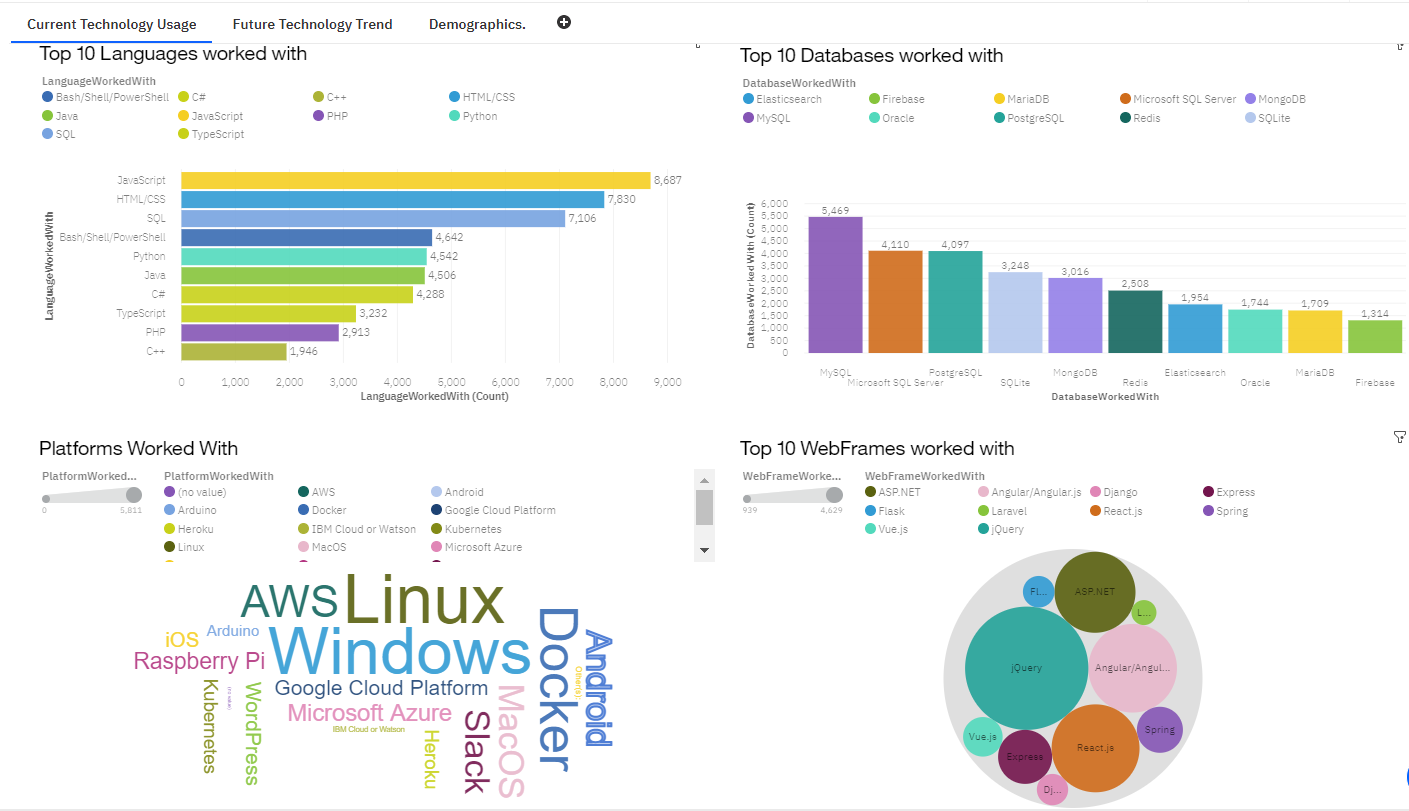 Current Technology Usage
Future Technology Trend
Demographics.
Top 10 Languages worked with
LanguageWorkedWith
Bash/Shell/PowerShell C# C++ HTML/CSS
Java JavaScript PHP Python
SQL TypeScript
LanguageWorkedWith
JavaScript 8,687
HTML/CSS 7,830
SQL 7,106
Bash/Shell/PowerShell 4,642
Python 4,542
Java 4,506
C# 4,288
TypeScript 3,232
PHP 2,913
C++ 1,946
0 1,000 2,000 3,000 4,000 5,000 6,000 7,000 8,000 9,000
LanguageWorkedWith (Count)
Top 10 Databases worked with
DatabaseWorkedWith
Elasticsearch Firebase MariaDB Microsoft SQL Server MongoDB
MySQL Oracle PostgreSQL Redis SQLite
DatabaseWorkedWith (Count)
6,000
5,500
5,000
4,500
4,000
3,500
3,000
2,500
2,000
1,500
1,000
500
0
5,469 4,110 4,097 3,248 3,016 2,508 1,954 1,744 1,709 1,314
MySQL Microsoft SQL Server PostgreSQL SQLite MongoDB Redis Elasticsearch Oracle MariaDB Firebase
DatabaseWorkedWith
Platforms Worked With
PlatformWorked...
0 5,811
PlatformWorkedWith
(no value) AWS Android
Arduino Docker Google Cloud Platform
Heroku IBM Cloud or Watson Kubernetes
Linux MacOS Microsoft Azure
AWS
Linux
iOS
Arduino
Windows
Raspberry Pi
Docker
Android
Other(s):
Google Cloud Platform
Kubernetes
(no value)
WordPress
Microsoft Azure
IBM Cloud or Watson
Heroku
Slack
MacOS
Top 10 WebFrames worked with
WebFrameWorke...
939 4,629
WebFrameWorkedWith
ASP.NET Angular/Angular.js Django Express
Flask Laravel React.js Spring
Vue.js jQuery
Fl...
ASP.NET
L...
jQuery
Angular/Angul...
Vue.js
Express
React.js
Spring
Dj...